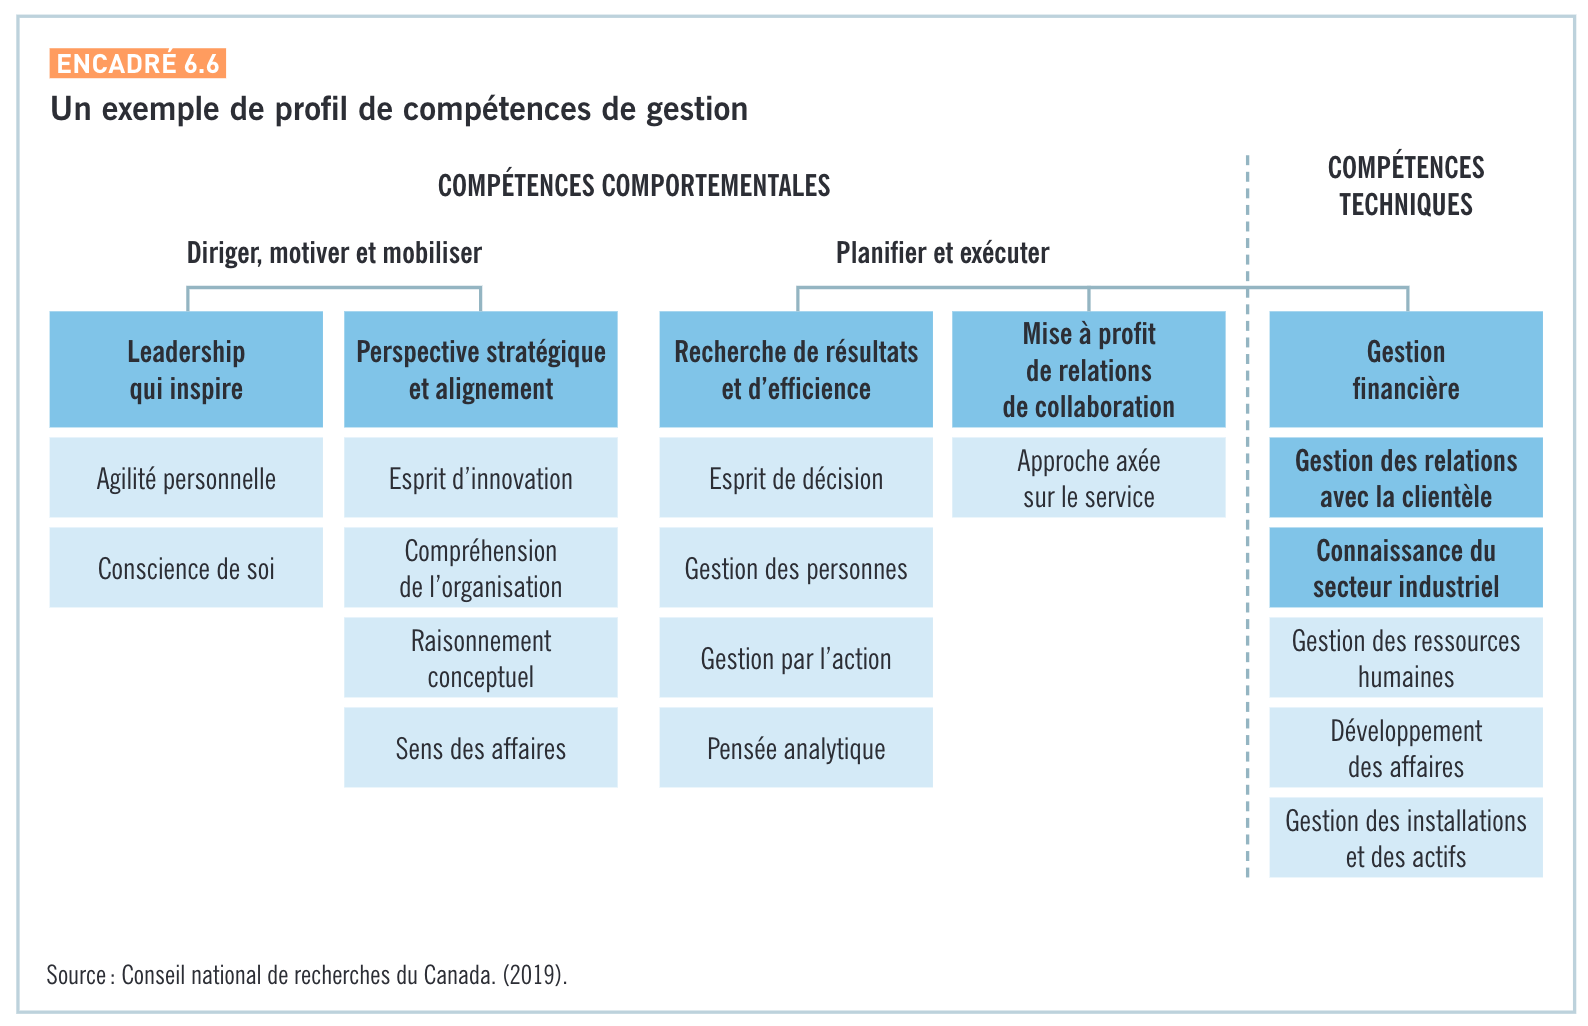 ENCADRÉ 6.6
Un exemple de profil de compétences de gestion
COMPÉTENCES COMPORTEMENTALES
COMPÉTENCES
TECHNIQUES
Diriger, motiver et mobiliser
Planifier et exécuter
Leadership
qui inspire
Agilité personnelle
Conscience de soi
Perspective stratégique
et alignement
Esprit d’innovation
Compréhension
de l’organisation
Raisonnement
conceptuel
Sens des affaires
Recherche de résultats
et d’efficience
Esprit de décision
Gestion des personnes
Gestion par l’action
Pensée analytique
Mise à profit
de relations
de collaboration
Approche axée
sur le service
Gestion
financière
Gestion des relations
avec la clientèle
Connaissance du
secteur industriel
Gestion des ressources
humaines
Développement
des affaires
Gestion des installations
et des actifs
Source : Conseil national de recherches du Canada. (2019).